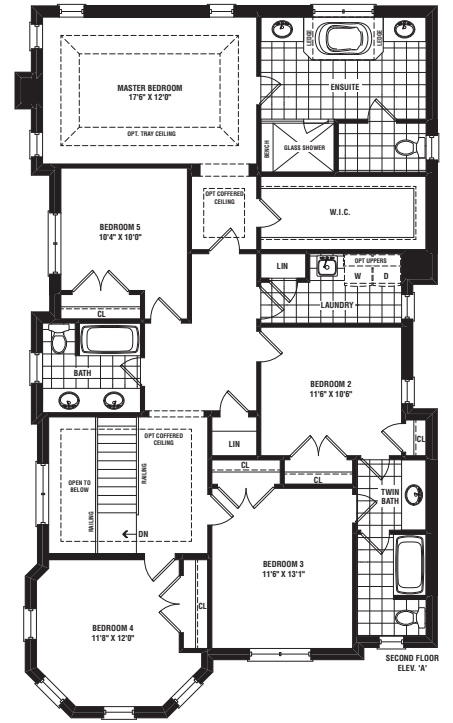 LEDGE
LEDGE
MASTER BEDROOM
17'6" X 12'0"
ENSUITE
OPT. TRAY CEILING
BENCH
GLASS SHOWER
OPT COFFERED
CEILING
W.I.C.
BEDROOM 5
10'4" X 10'0"
LIN
OPT UPPERS
W
D
CL
LAUNDRY
BATH
BEDROOM 2
11'6" X 10'6"
OPT COFFERED
CEILING
LIN
CL
CL
CL
OPEN TO
BELOW
RAILING
RAILING
DN
TWIN
BATH
BEDROOM 3
11'6" X 13'1"
CL
BEDROOM 4
11'8" X 12'0"
SECOND FLOOR
ELEV. 'A'